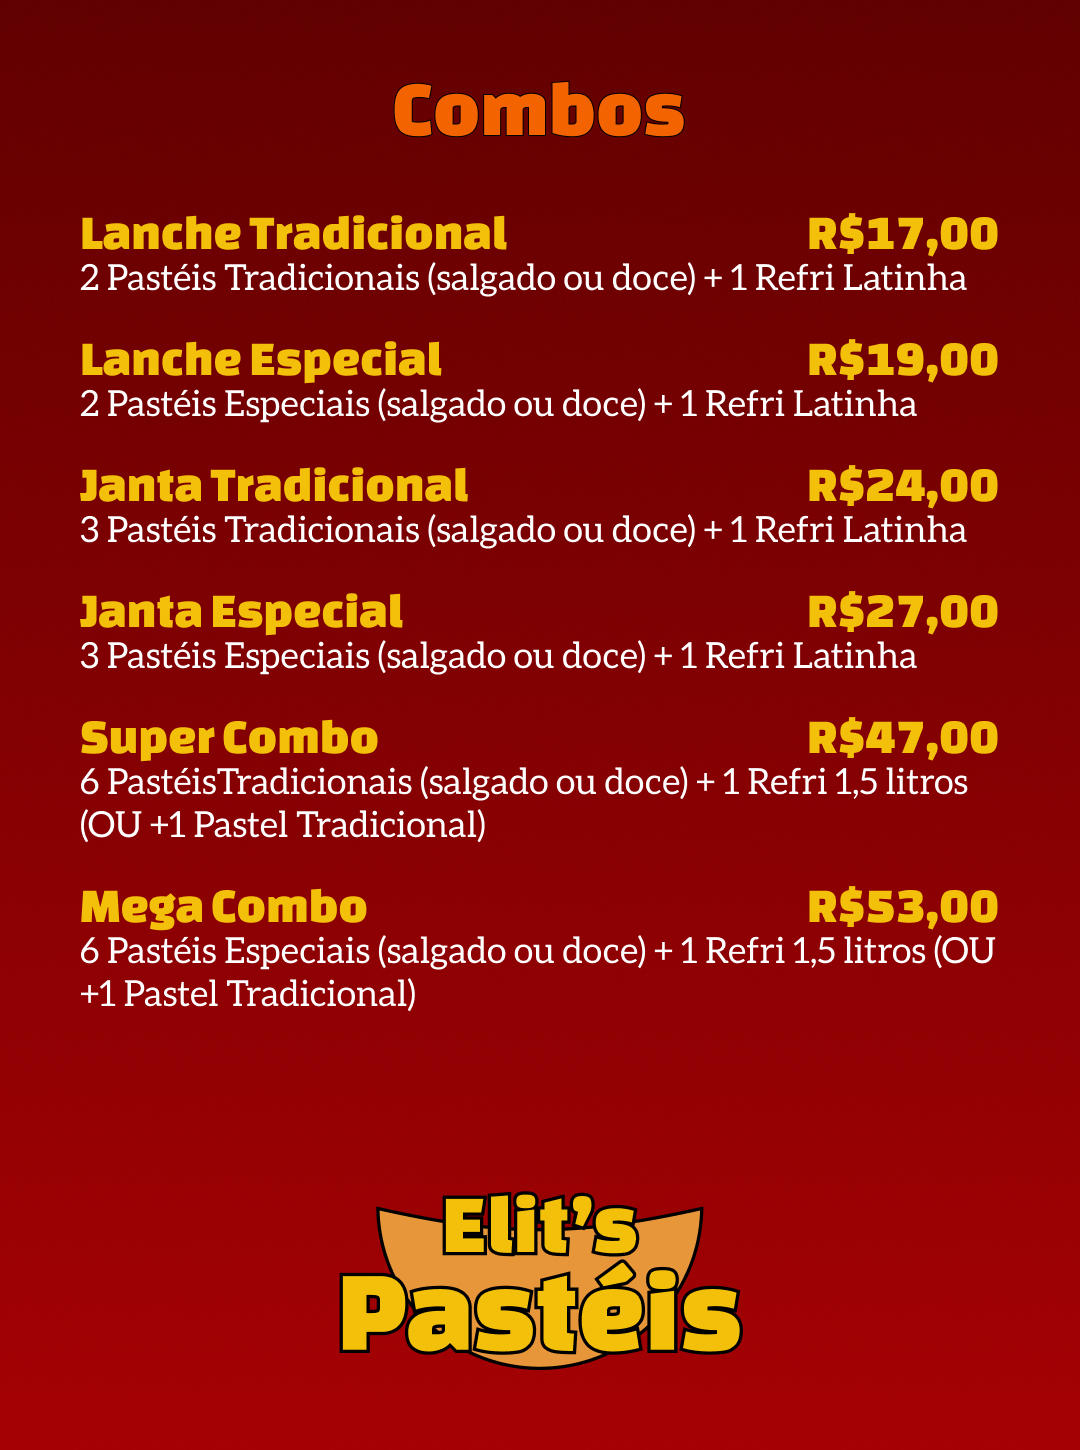 Combos
Lanche Tradicional R$17,00
2 Pastéis Tradicionais (salgado ou doce) + 1 Refri Latinha
Lanche Especial R$19,00
2 Pastéis Especiais (salgado ou doce) + 1 Refri Latinha
Janta Tradicional R$24,00
3 Pastéis Tradicionais (salgado ou doce) + 1 Refri Latinha
Janta Especial R$27,00
3 Pastéis Especiais (salgado ou doce) + 1 Refri Latinha
Super Combo R$47,00
6 PastéisTradicionais (salgado ou doce) + 1 Refri 1,5 litros
(OU +1 Pastel Tradicional)
Mega Combo R$53,00
6 Pastéis Especiais (salgado ou doce) + 1 Refri 1,5 litros (OU
+1 Pastel Tradicional)
Elit's
Pastéis